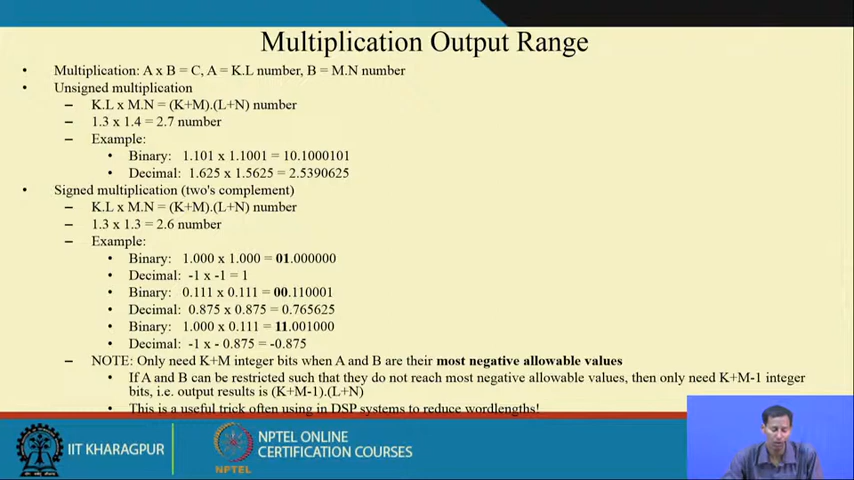 Multiplication Output Range
• Multiplication: A x B = C, A = K.L number, B = M.N number
• Unsigned multiplication
– K.L x M.N = (K+M).(L+N) number
– 1.3 x 1.4 = 2.7 number
– Example:
• Binary: 1.101 x 1.1001 = 10.1000101
• Decimal: 1.625 x 1.5625 = 2.5390625
• Signed multiplication (two's complement)
– K.L x M.N = (K+M).(L+N) number
– 1.3 x 1.3 = 2.6 number
– Example:
• Binary: 1.000 x 1.000 = 01.000000
• Decimal: -1 x -1 = 1
• Binary: 0.111 x 0.111 = 00.110001
• Decimal: 0.875 x 0.875 = 0.765625
• Binary: 1.000 x 0.111 = 11.001000
• Decimal: -1 x - 0.875 = -0.875
– NOTE: Only need K+M integer bits when A and B are their most negative allowable values
• If A and B can be restricted such that they do not reach most negative allowable values, then only need K+M-1 integer
bits, i.e. output results is (K+M-1).(L+N)
• This is a useful trick often using in DSP systems to reduce wordlengths!
IIT KHARAGPUR
NPTEL
NPTEL ONLINE
CERTIFICATION COURSES